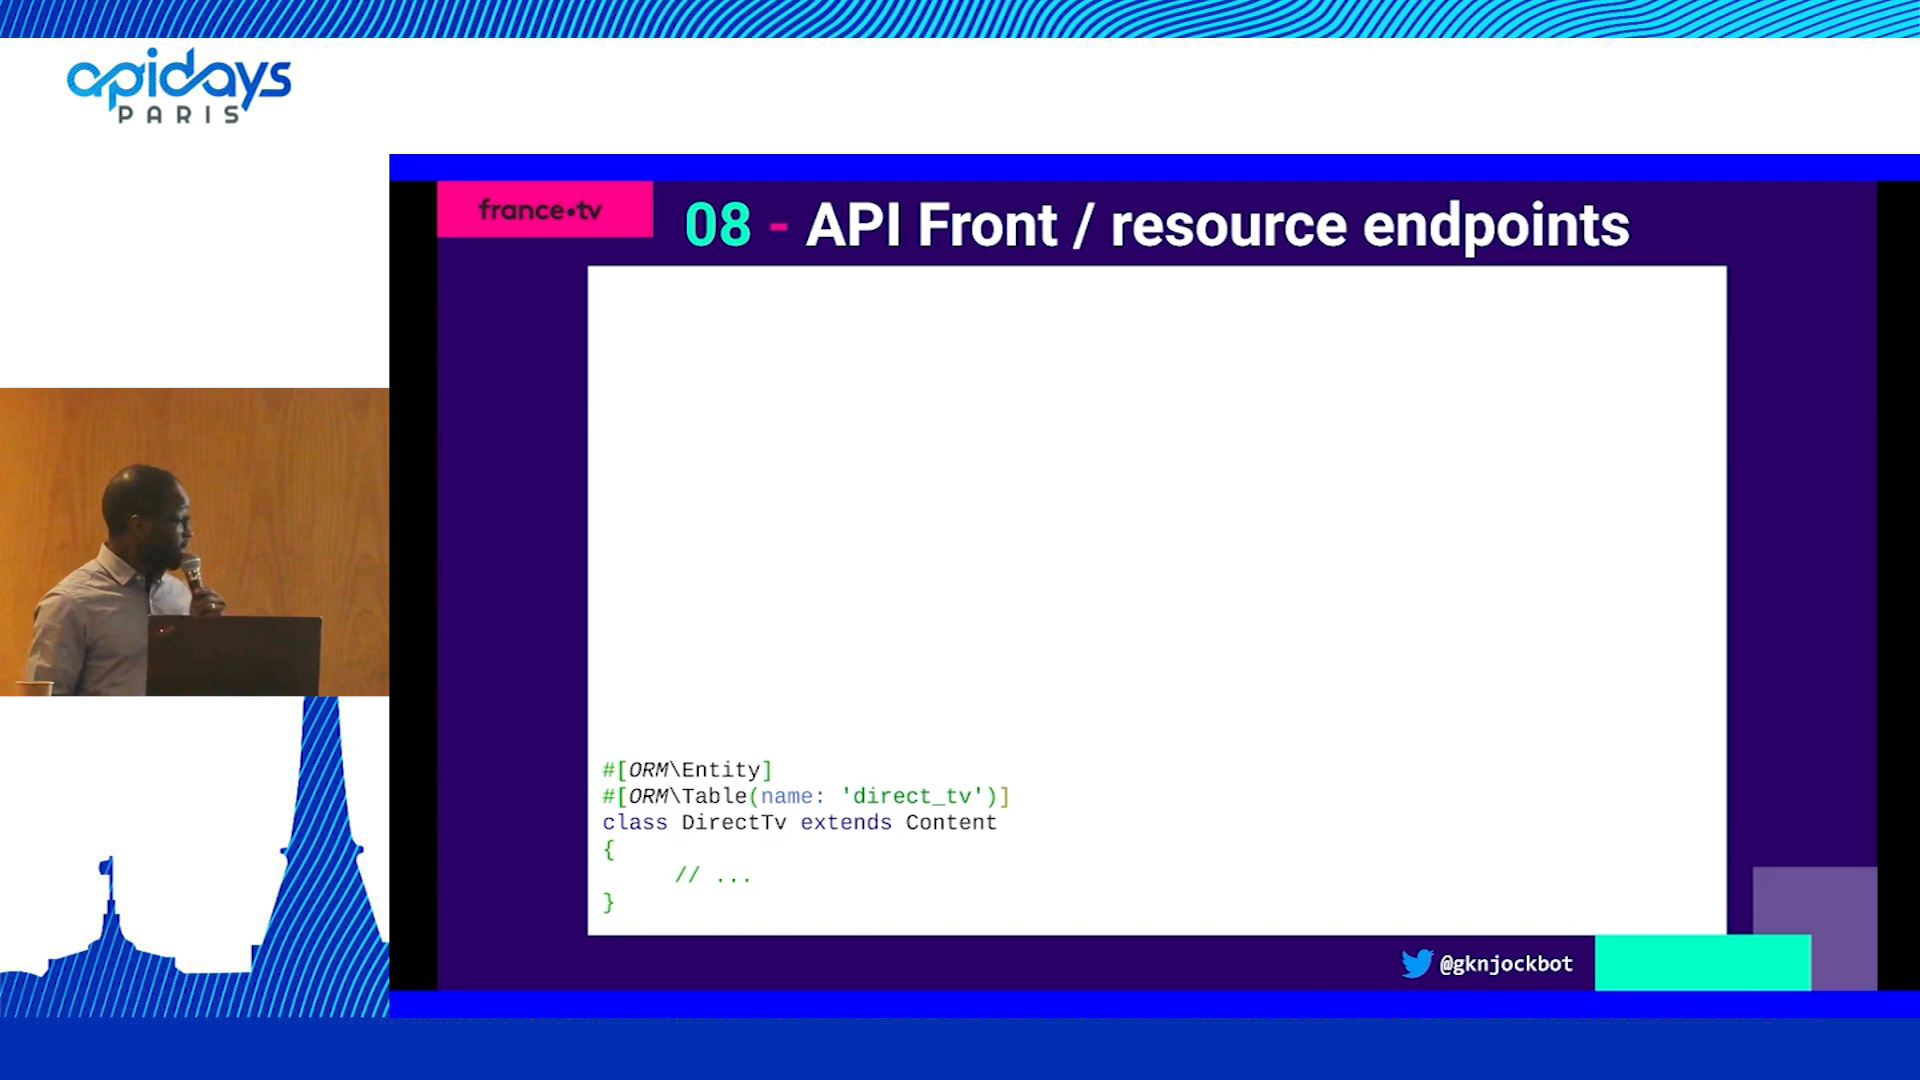 apidays
PARIS
france•tv
08 - API Front / resource endpoints
#[ORM\Entity]
#[ORM\Table(name: 'direct_tv')]
class DirectTv extends Content
{
// ...
}
@gknjockbot